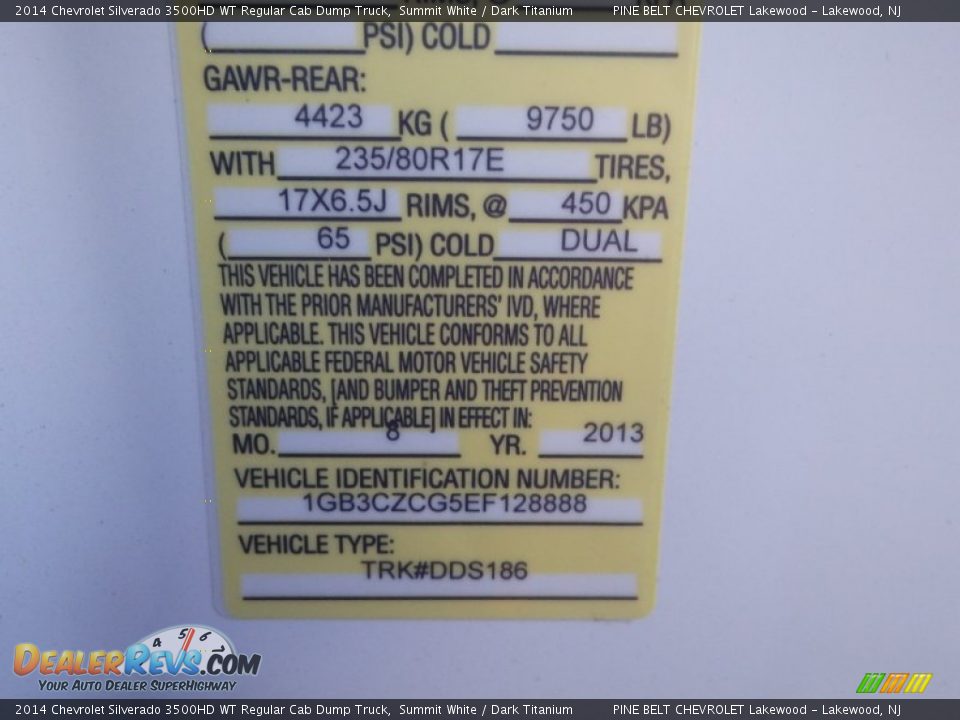 2014 Chevrolet Silverado 3500HD WT Regular Cab Dump Truck, Summit White / Dark Titanium PINE BELT CHEVROLET Lakewood - Lakewood, NJ
( PSI) COLD
GAWR-REAR:
4423 KG ( 9750 LB)
WITH 235/80R17E TIRES,
17X6.5J RIMS, @ 450 KPA
( 65 PSI) COLD DUAL
THIS VEHICLE HAS BEEN COMPLETED IN ACCORDANCE
WITH THE PRIOR MANUFACTURERS' IVD, WHERE
APPLICABLE. THIS VEHICLE CONFORMS TO ALL
APPLICABLE FEDERAL MOTOR VEHICLE SAFETY
STANDARDS, [AND BUMPER AND THEFT PREVENTION
STANDARDS, IF APPLICABLE] IN EFFECT IN:
MO. 8 YR. 2013
VEHICLE IDENTIFICATION NUMBER:
1GB3CZCG5EF128888
VEHICLE TYPE:
TRK#DDS186
4 5 6
DEALERREVS.COM
YOUR AUTO DEALER SUPERHIGHWAY
2014 Chevrolet Silverado 3500HD WT Regular Cab Dump Truck, Summit White / Dark Titanium PINE BELT CHEVROLET Lakewood - Lakewood, NJ